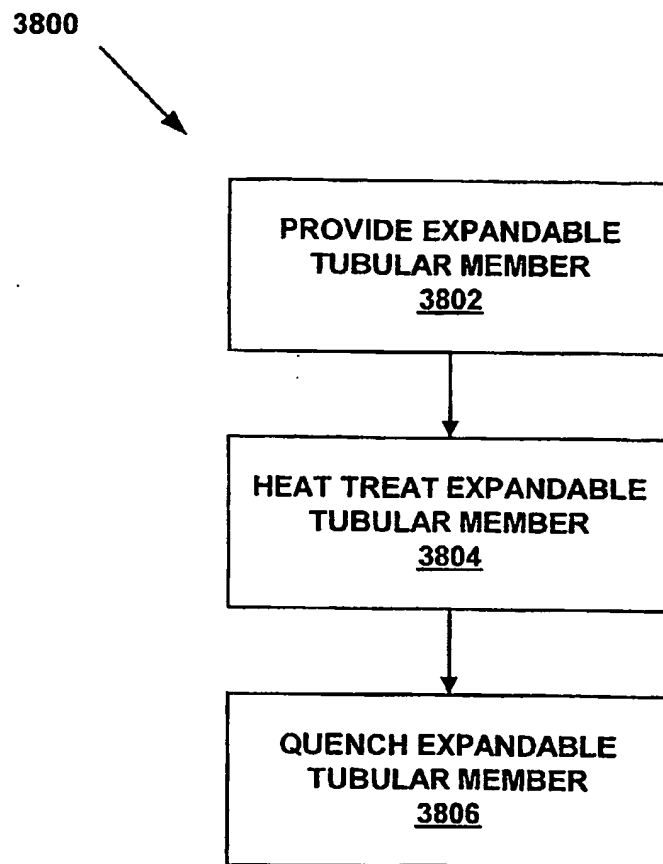 3800
PROVIDE EXPANDABLE
TUBULAR MEMBER
3802
HEAT TREAT EXPANDABLE
TUBULAR MEMBER
3804
QUENCH EXPANDABLE
TUBULAR MEMBER
3806